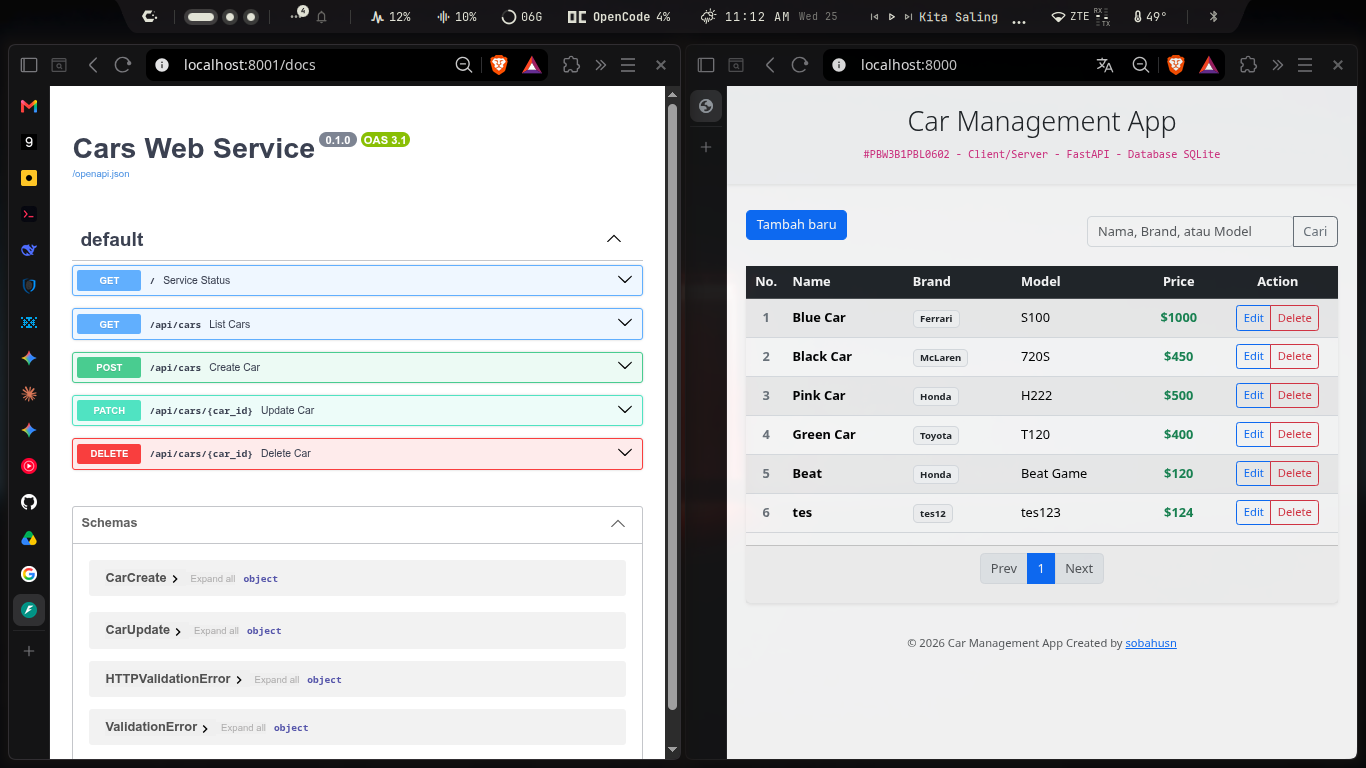 4
12%
10%
06G
OpenCode 4%
11:12 AM Wed 25
Kita Saling ...
ZTE RX TX
49°
localhost:8001/docs
9
Cars Web Service 0.1.0 OAS 3.1
/openapi.json
default
GET / Service Status
GET /api/cars List Cars
POST /api/cars Create Car
PATCH /api/cars/{car_id} Update Car
DELETE /api/cars/{car_id} Delete Car
Schemas
CarCreate Expand all object
CarUpdate Expand all object
HTTPValidationError Expand all object
ValidationError Expand all object
localhost:8000
Car Management App
#PBW3B1PBL0602 - Client/Server - FastAPI - Database SQLite
Tambah baru
Nama, Brand, atau Model Cari
No. Name Brand Model Price Action
1 Blue Car Ferrari S100 $1000 Edit Delete
2 Black Car McLaren 720S $450 Edit Delete
3 Pink Car Honda H222 $500 Edit Delete
4 Green Car Toyota T120 $400 Edit Delete
5 Beat Honda Beat Game $120 Edit Delete
6 tes tes12 tes123 $124 Edit Delete
Prev 1 Next
© 2026 Car Management App Created by sobahusn